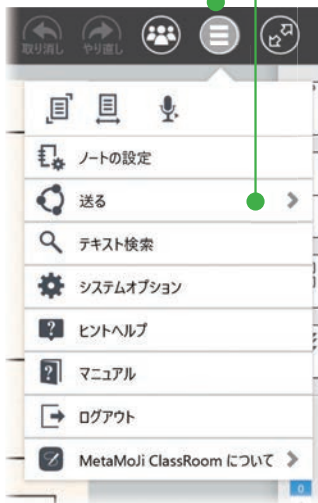 取り消し やり直し
ノートの設定
送る
テキスト検索
システムオプション
ヒントヘルプ
マニュアル
ログアウト
MetaMoJi ClassRoom について